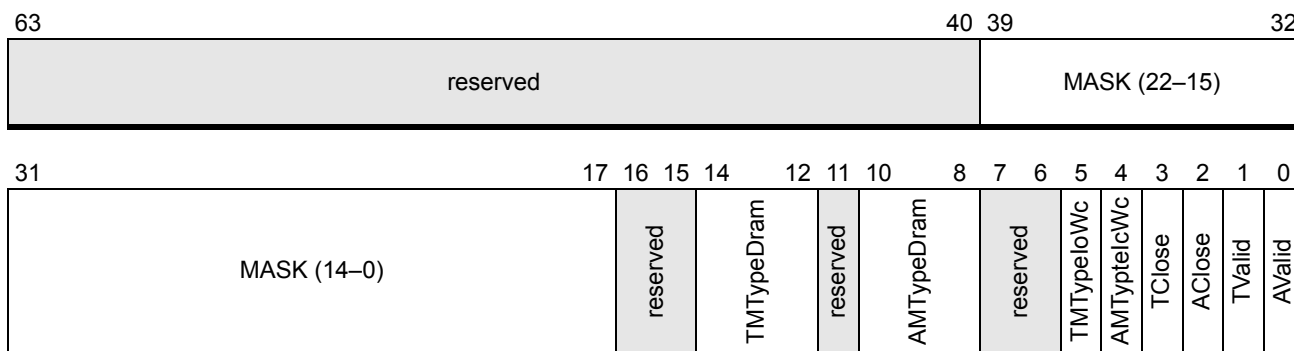 63 40 39 32
reserved MASK (22–15)
31 17 16 15 14 12 11 10 8 7 6 5 4 3 2 1 0
MASK (14–0) reserved TMTypeDram reserved AMTypeDram reserved TMTypeIoWc AMTypteIcWc TClose AClose TValid AValid